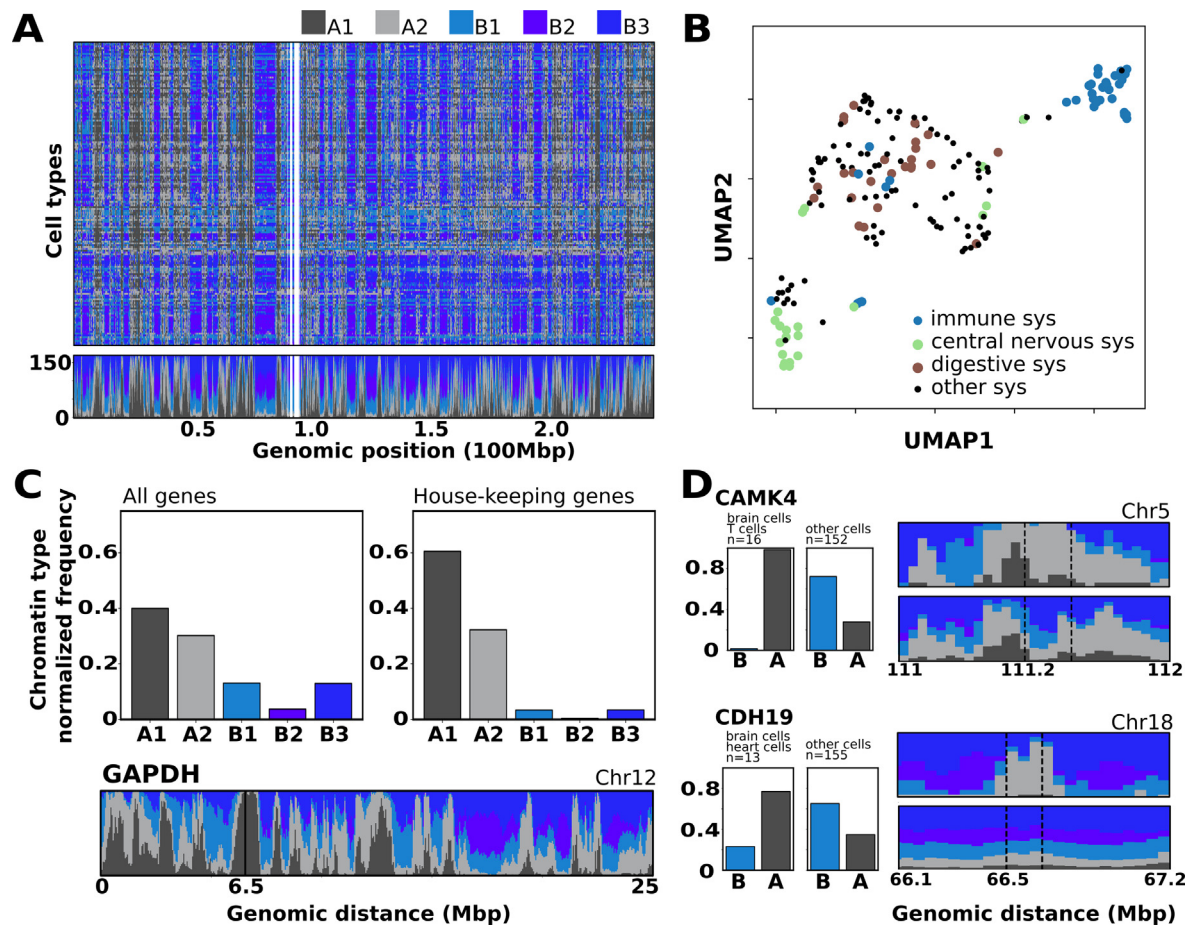 A
A1 A2 B1 B2 B3
Cell types
150
0
0.5 1.0 1.5 2.0
Genomic position (100Mbp)
B
UMAP2
immune sys
central nervous sys
digestive sys
other sys
UMAP1
C
Chromatin type
normalized frequency
All genes
0.6
0.4
0.2
0
A1 A2 B1 B2 B3
House-keeping genes
0.6
0.4
0.2
0
A1 A2 B1 B2 B3
GAPDH
Chr12
0 6.5 25
Genomic distance (Mbp)
D
CAMK4
brain cells
T cells
n=16
other cells
n=152
0.8
0.4
0
B A
B A
Chr5
111 111.2 112
CDH19
brain cells
heart cells
n=13
other cells
n=155
0.8
0.4
0
B A
B A
Chr18
66.1 66.5 67.2
Genomic distance (Mbp)